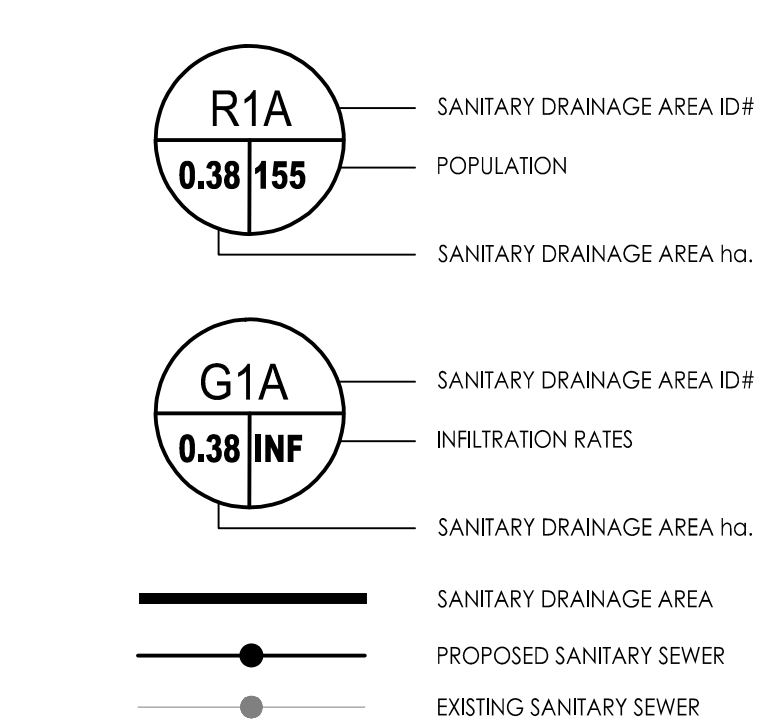 R1A
SANITARY DRAINAGE AREA ID#
0.38 155
POPULATION
SANITARY DRAINAGE AREA ha.
G1A
SANITARY DRAINAGE AREA ID#
0.38 INF
INFILTRATION RATES
SANITARY DRAINAGE AREA ha.
SANITARY DRAINAGE AREA
PROPOSED SANITARY SEWER
EXISTING SANITARY SEWER